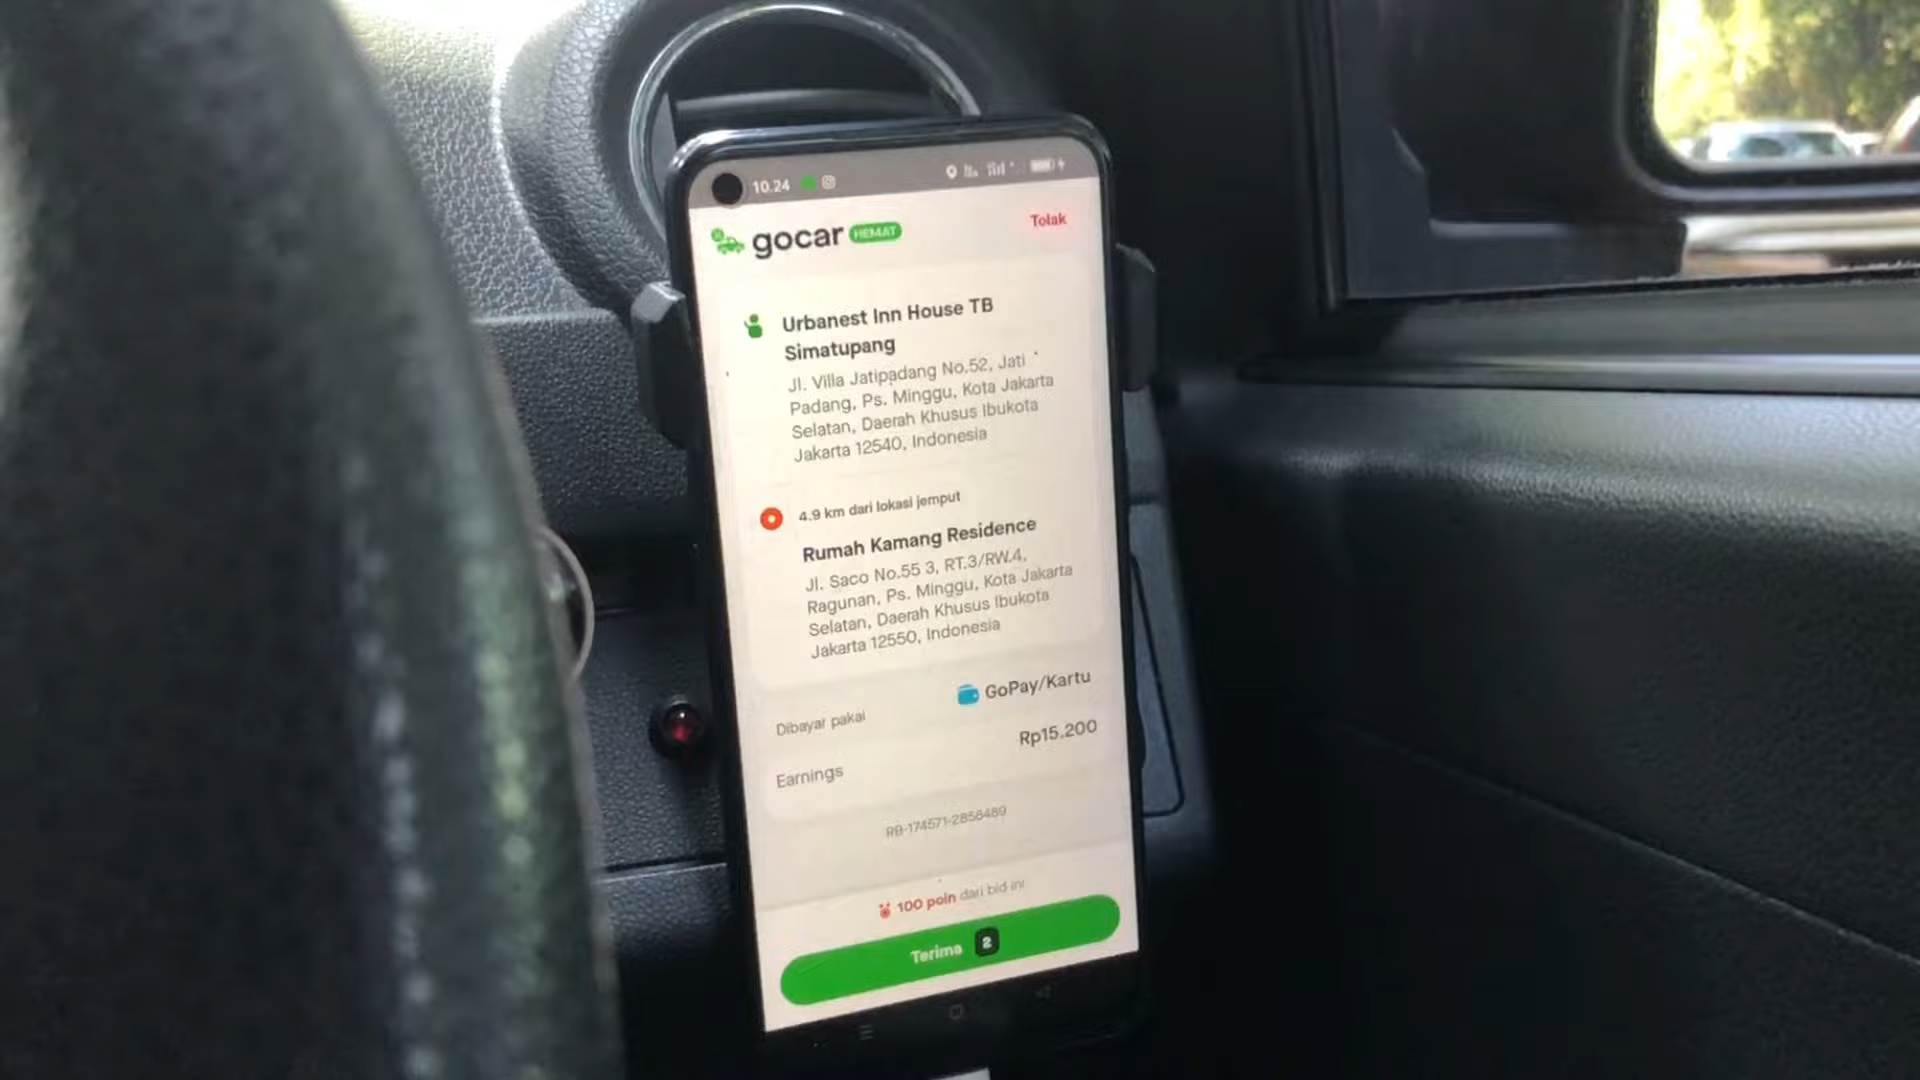 10.24
gocar HEMAT
Tolak
Urbanest Inn House TB
Simatupang
Jl. Villa Jatipadang No.52, Jati
Padang, Ps. Minggu, Kota Jakarta
Selatan, Daerah Khusus Ibukota
Jakarta 12540, Indonesia
4.9 km dari lokasi jemput
Rumah Kamang Residence
Jl. Saco No.55 3, RT.3/RW.4,
Ragunan, Ps. Minggu, Kota Jakarta
Selatan, Daerah Khusus Ibukota
Jakarta 12550, Indonesia
Dibayar pakai GoPay/Kartu
Earnings Rp15.200
RB-174571-2858489
100 poin dari bid ini
Terima 2